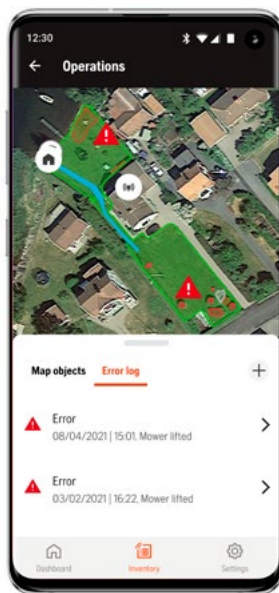 12:30
Operations
Map objects Error log
Error
08/04/2021 | 15:01, Mower lifted
Error
03/02/2021 | 16:22, Mower lifted
Dashboard Inventory Settings